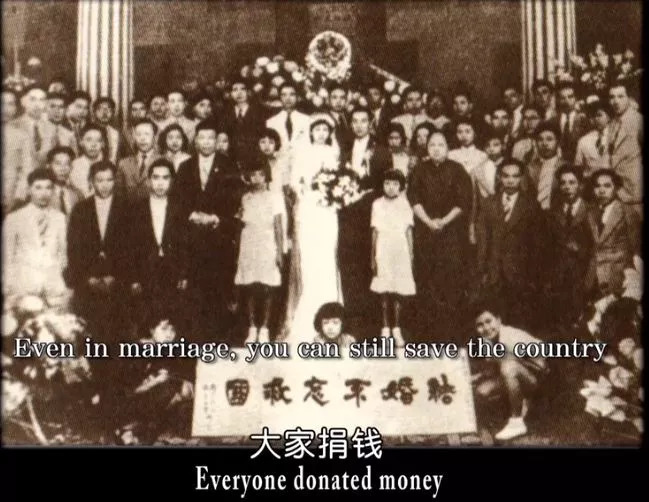 Even in marriage, you can still save the country
結婚不忘救國
大家捐钱
Everyone donated money